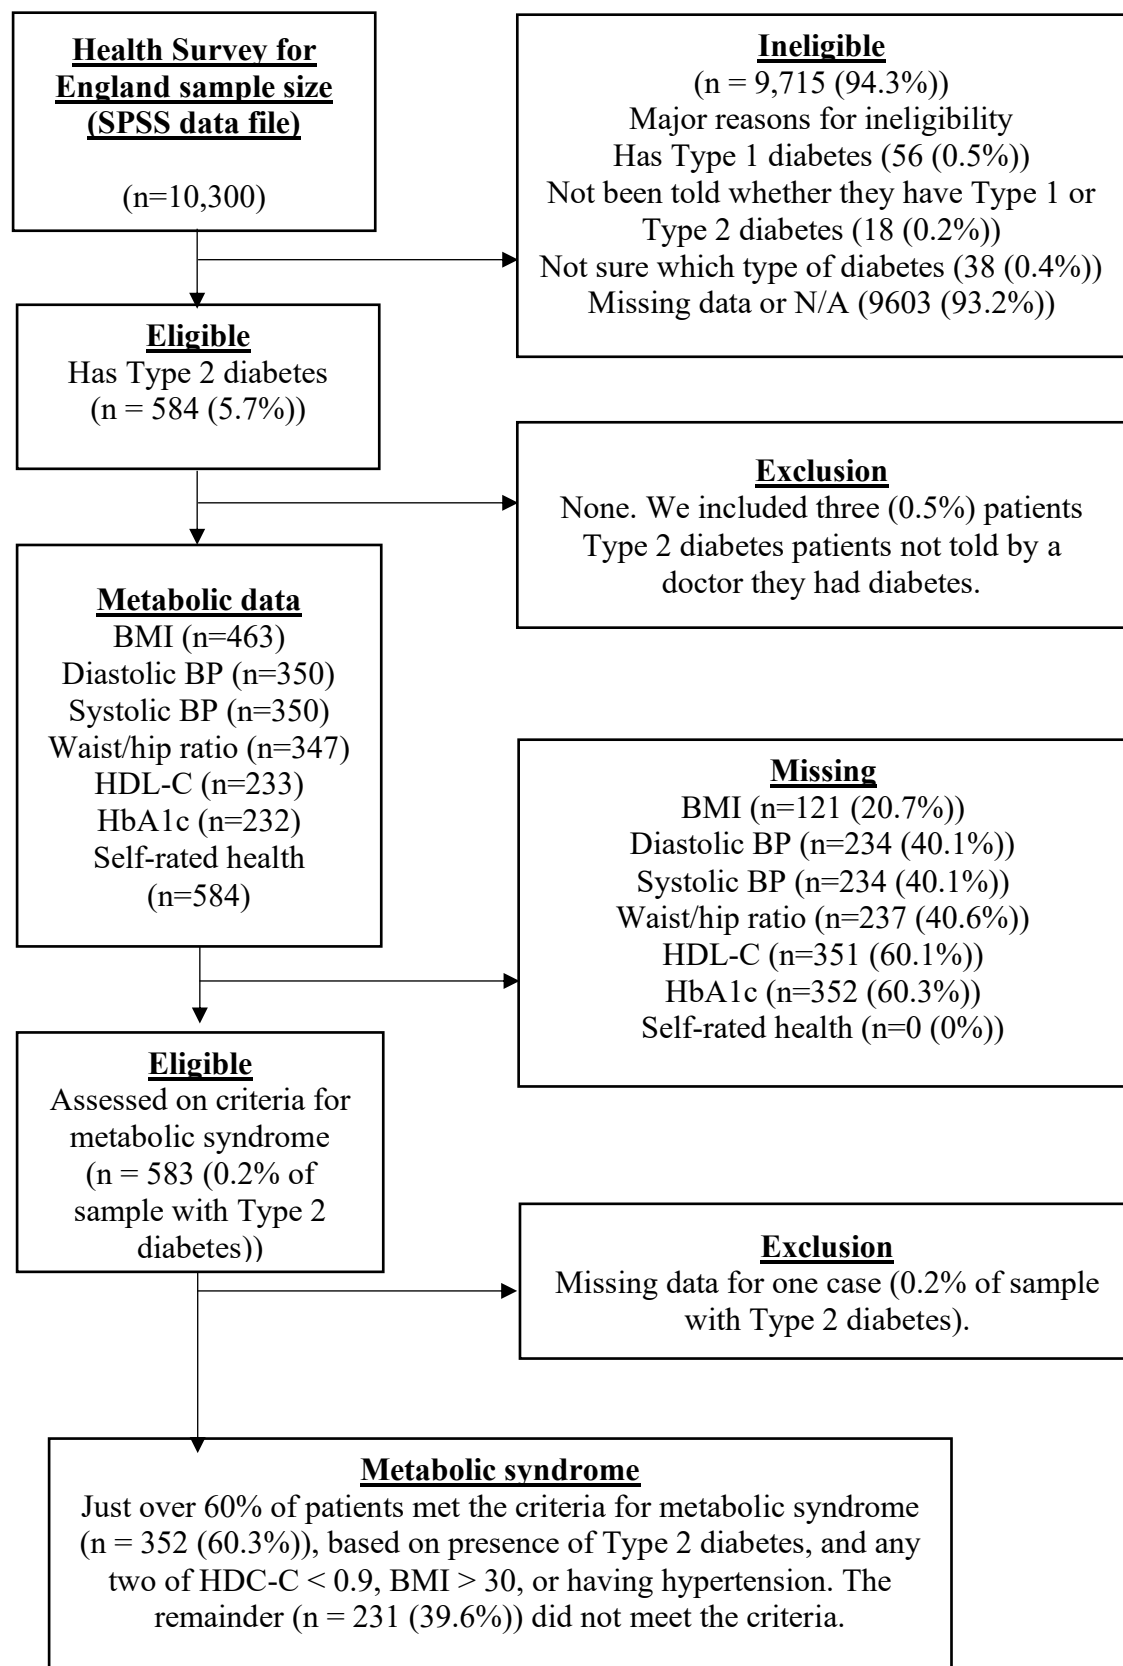 Health Survey for
England sample size
(SPSS data file)
(n=10,300)
Ineligible
(n = 9,715 (94.3%))
Major reasons for ineligibility
Has Type 1 diabetes (56 (0.5%))
Not been told whether they have Type 1 or
Type 2 diabetes (18 (0.2%))
Not sure which type of diabetes (38 (0.4%))
Missing data or N/A (9603 (93.2%))
Eligible
Has Type 2 diabetes
(n = 584 (5.7%))
Exclusion
None. We included three (0.5%) patients
Type 2 diabetes patients not told by a
doctor they had diabetes.
Metabolic data
BMI (n=463)
Diastolic BP (n=350)
Systolic BP (n=350)
Waist/hip ratio (n=347)
HDL-C (n=233)
HbA1c (n=232)
Self-rated health
(n=584)
Missing
BMI (n=121 (20.7%))
Diastolic BP (n=234 (40.1%))
Systolic BP (n=234 (40.1%))
Waist/hip ratio (n=237 (40.6%))
HDL-C (n=351 (60.1%))
HbA1c (n=352 (60.3%))
Self-rated health (n=0 (0%))
Eligible
Assessed on criteria for
metabolic syndrome
(n = 583 (0.2% of
sample with Type 2
diabetes))
Exclusion
Missing data for one case (0.2% of sample
with Type 2 diabetes).
Metabolic syndrome
Just over 60% of patients met the criteria for metabolic syndrome
(n = 352 (60.3%)), based on presence of Type 2 diabetes, and any
two of HDC-C < 0.9, BMI > 30, or having hypertension. The
remainder (n = 231 (39.6%)) did not meet the criteria.